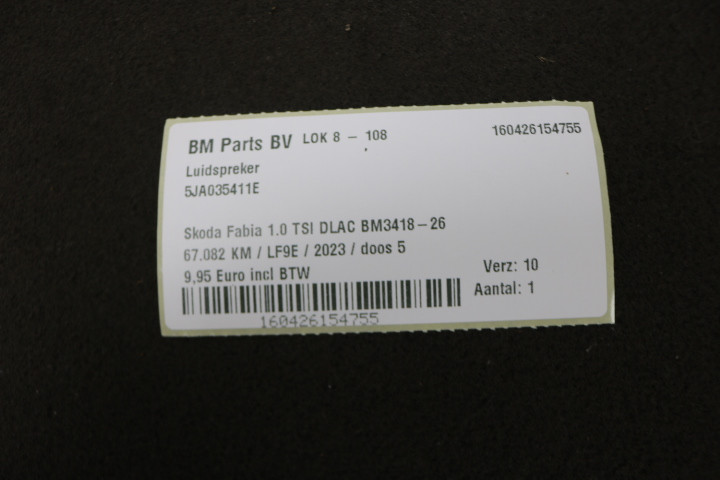 BM Parts BV LOK 8 - 108 160426154755
Luidspreker
5JA035411E
Skoda Fabia 1.0 TSI DLAC BM3418-26
67.082 KM / LF9E / 2023 / doos 5
9,95 Euro incl BTW
Verz: 10
Aantal: 1
160426154755